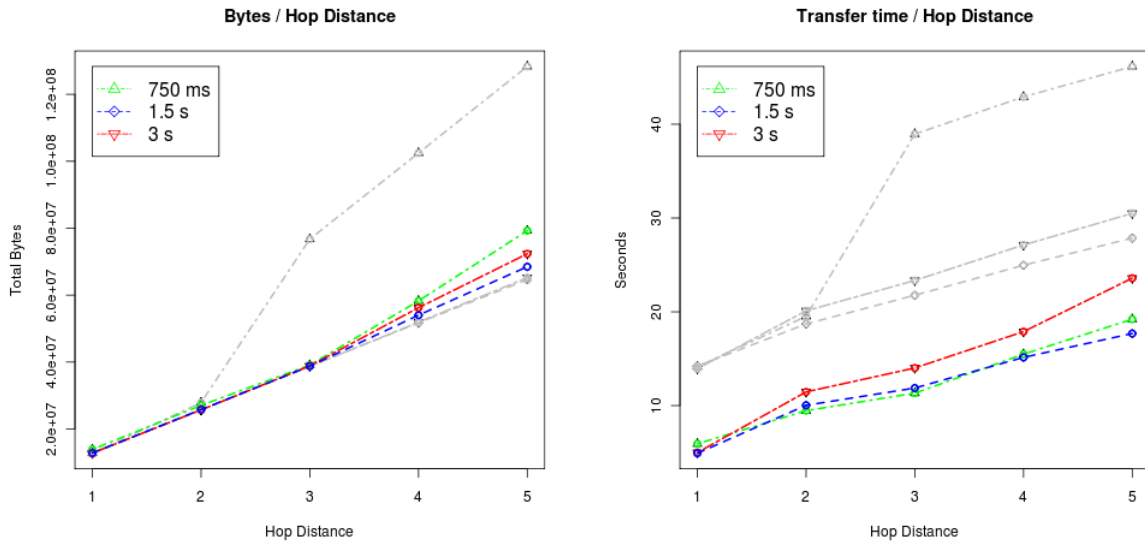 Bytes / Hop Distance
Total Bytes
1.2e+08
1.0e+08
8.0e+07
6.0e+07
4.0e+07
2.0e+07
750 ms
1.5 s
3 s
1 2 3 4 5
Hop Distance
Transfer time / Hop Distance
Seconds
40
30
20
10
750 ms
1.5 s
3 s
1 2 3 4 5
Hop Distance